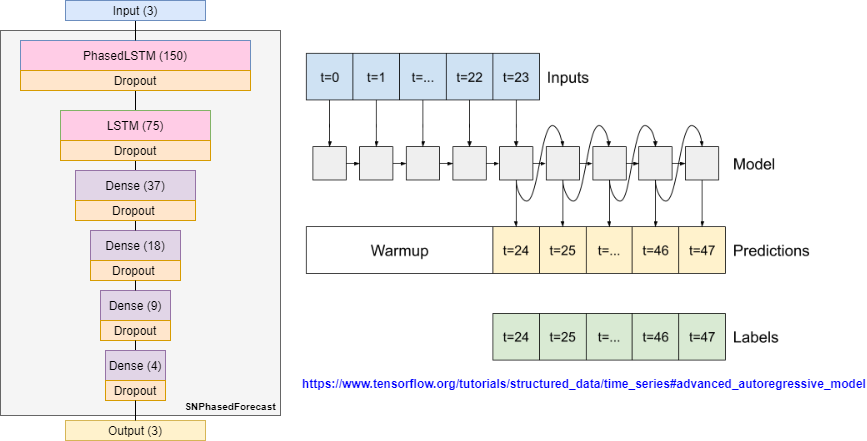 Input (3)
PhasedLSTM (150)
Dropout
LSTM (75)
Dropout
Dense (37)
Dropout
Dense (18)
Dropout
Dense (9)
Dropout
Dense (4)
Dropout
SNPhasedForecast
Output (3)
t=0 t=1 t=... t=22 t=23 Inputs
Model
Warmup t=24 t=25 t=... t=46 t=47 Predictions
t=24 t=25 t=... t=46 t=47 Labels
https://www.tensorflow.org/tutorials/structured_data/time_series#advanced_autoregressive_model